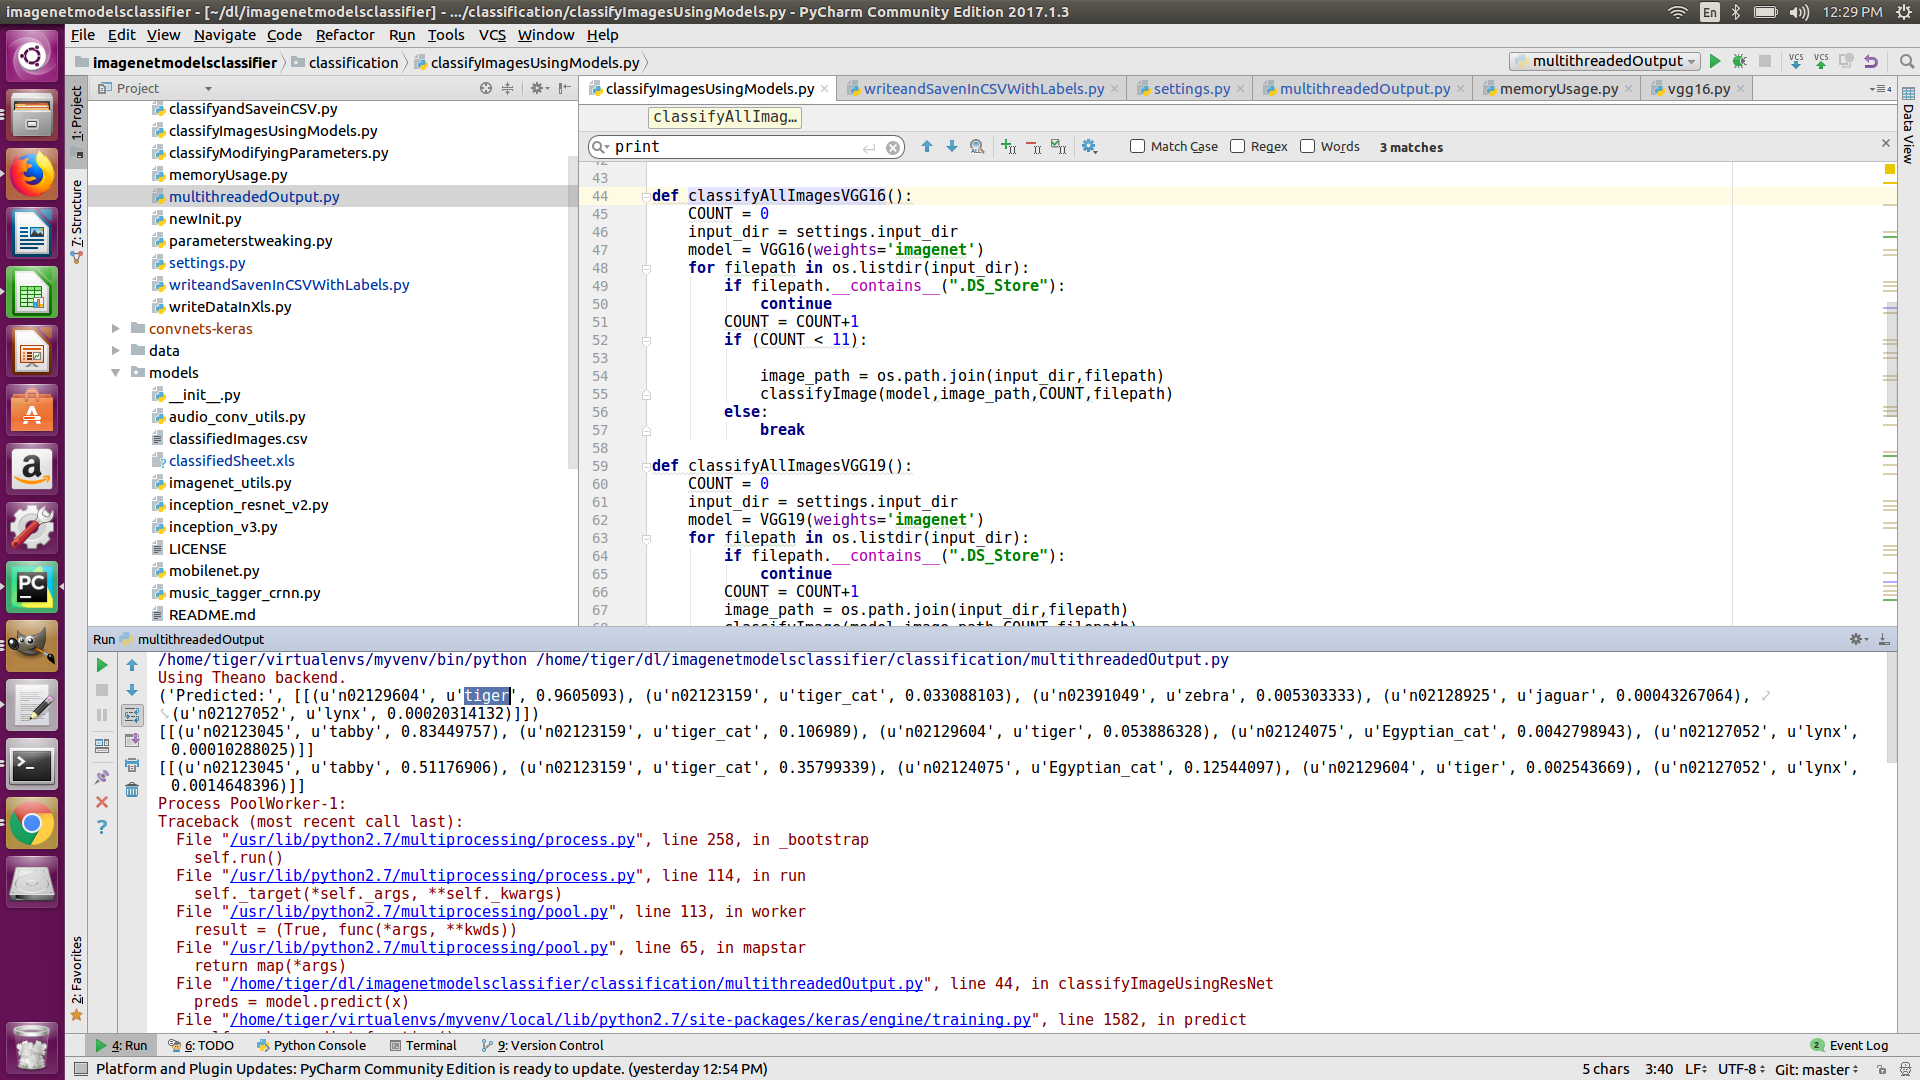 imagenetmodelsclassifier - [~/dl/imagenetmodelsclassifier] - .../classification/classifyImagesUsingModels.py - PyCharm Community Edition 2017.1.3
En
12:29 PM
File Edit View Navigate Code Refactor Run Tools VCS Window Help
imagenetmodelsclassifier classification classifyImagesUsingModels.py
multithreadedOutput
VCS VCS
Project
classifyImagesUsingModels.py writeandSavenInCSVWithLabels.py settings.py multithreadedOutput.py memoryUsage.py vgg16.py
1: Project
7: Structure
2: Favorites
Data View
classifyandSaveinCSV.py
classifyImagesUsingModels.py
classifyModifyingParameters.py
memoryUsage.py
multithreadedOutput.py
newInit.py
parameterstweaking.py
settings.py
writeandSavenInCSVWithLabels.py
writeDataInXls.py
convnets-keras
data
models
__init__.py
audio_conv_utils.py
classifiedImages.csv
classifiedSheet.xls
imagenet_utils.py
inception_resnet_v2.py
inception_v3.py
LICENSE
mobilenet.py
music_tagger_crnn.py
README.md
classifyAllImag...
print
Match Case Regex Words 3 matches
43
44 def classifyAllImagesVGG16():
45 COUNT = 0
46 input_dir = settings.input_dir
47 model = VGG16(weights='imagenet')
48 for filepath in os.listdir(input_dir):
49 if filepath.__contains__(".DS_Store"):
50 continue
51 COUNT = COUNT+1
52 if (COUNT < 11):
53
54 image_path = os.path.join(input_dir,filepath)
55 classifyImage(model,image_path,COUNT,filepath)
56 else:
57 break
58
59 def classifyAllImagesVGG19():
60 COUNT = 0
61 input_dir = settings.input_dir
62 model = VGG19(weights='imagenet')
63 for filepath in os.listdir(input_dir):
64 if filepath.__contains__(".DS_Store"):
65 continue
66 COUNT = COUNT+1
67 image_path = os.path.join(input_dir,filepath)
Run multithreadedOutput
/home/tiger/virtualenvs/myvenv/bin/python /home/tiger/dl/imagenetmodelsclassifier/classification/multithreadedOutput.py
Using Theano backend.
('Predicted:', [[(u'n02129604', u'tiger', 0.9605093), (u'n02123159', u'tiger_cat', 0.033088103), (u'n02391049', u'zebra', 0.005303333), (u'n02128925', u'jaguar', 0.00043267064),
(u'n02127052', u'lynx', 0.00020314132)]])
[[(u'n02123045', u'tabby', 0.83449757), (u'n02123159', u'tiger_cat', 0.106989), (u'n02129604', u'tiger', 0.053886328), (u'n02124075', u'Egyptian_cat', 0.0042798943), (u'n02127052', u'lynx',
0.00010288025)]]
[[(u'n02123045', u'tabby', 0.51176906), (u'n02123159', u'tiger_cat', 0.35799339), (u'n02124075', u'Egyptian_cat', 0.12544097), (u'n02129604', u'tiger', 0.002543669), (u'n02127052', u'lynx',
0.0014648396)]]
Process PoolWorker-1:
Traceback (most recent call last):
File "/usr/lib/python2.7/multiprocessing/process.py", line 258, in _bootstrap
self.run()
File "/usr/lib/python2.7/multiprocessing/process.py", line 114, in run
self._target(*self._args, **self._kwargs)
File "/usr/lib/python2.7/multiprocessing/pool.py", line 113, in worker
result = (True, func(*args, **kwds))
File "/usr/lib/python2.7/multiprocessing/pool.py", line 65, in mapstar
return map(*args)
File "/home/tiger/dl/imagenetmodelsclassifier/classification/multithreadedOutput.py", line 44, in classifyImageUsingResNet
preds = model.predict(x)
File "/home/tiger/virtualenvs/myvenv/local/lib/python2.7/site-packages/keras/engine/training.py", line 1582, in predict
4: Run 6: TODO Python Console Terminal 9: Version Control
2 Event Log
Platform and Plugin Updates: PyCharm Community Edition is ready to update. (yesterday 12:54 PM)
5 chars 3:40 LF UTF-8 Git: master